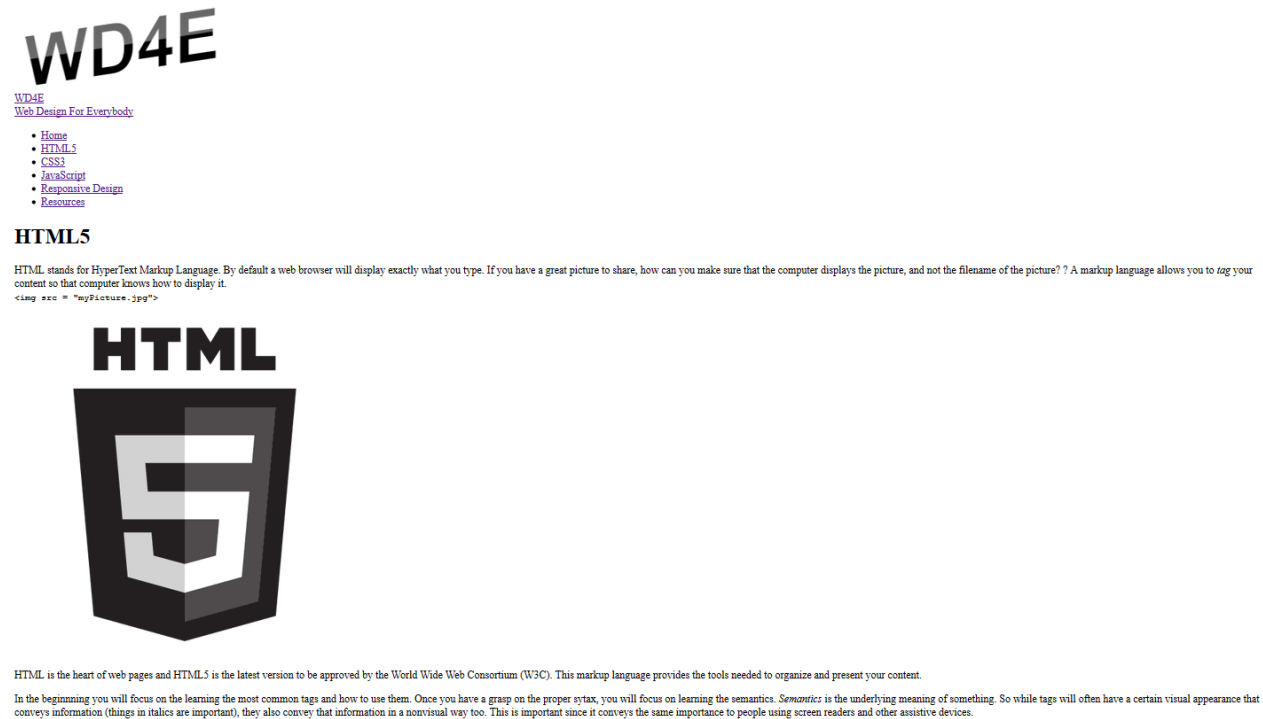 WD4E
WD4E
Web Design For Everybody
Home
HTML5
CSS3
JavaScript
Responsive Design
Resources
HTML5
HTML stands for HyperText Markup Language. By default a web browser will display exactly what you type. If you have a great picture to share, how can you make sure that the computer displays the picture, and not the filename of the picture? ? A markup language allows you to tag your
content so that computer knows how to display it.
<img src = "myPicture.jpg">
HTML
5
HTML is the heart of web pages and HTML5 is the latest version to be approved by the World Wide Web Consortium (W3C). This markup language provides the tools needed to organize and present your content.
In the beginnning you will focus on the learning the most common tags and how to use them. Once you have a grasp on the proper sytax, you will focus on learning the semantics. Semantics is the underlying meaning of something. So while tags will often have a certain visual appearance that
conveys information (things in italics are important), they also convey that information in a nonvisual way too. This is important since it conveys the same importance to people using screen readers and other assistive devices.